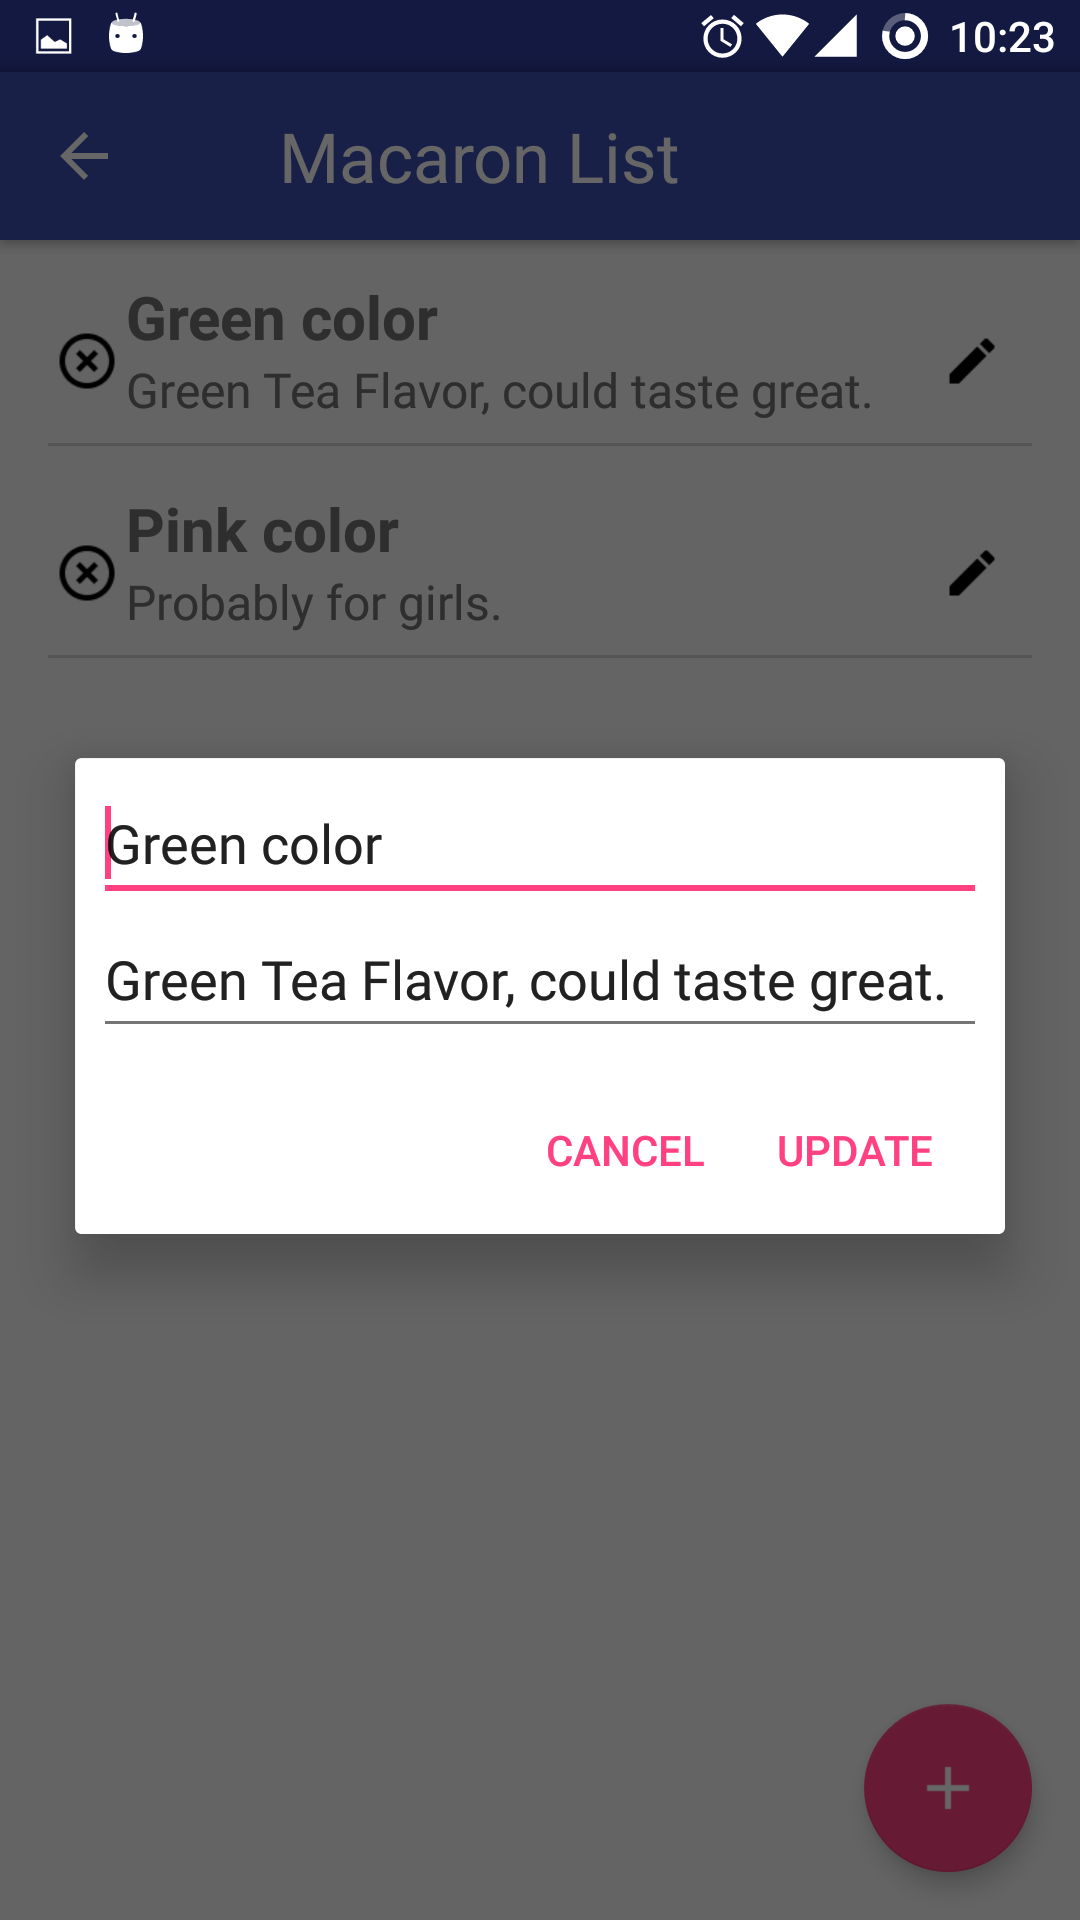 10:23
Macaron List
Green color
Green Tea Flavor, could taste great.
Pink color
Probably for girls.
Green color
Green Tea Flavor, could taste great.
CANCEL UPDATE